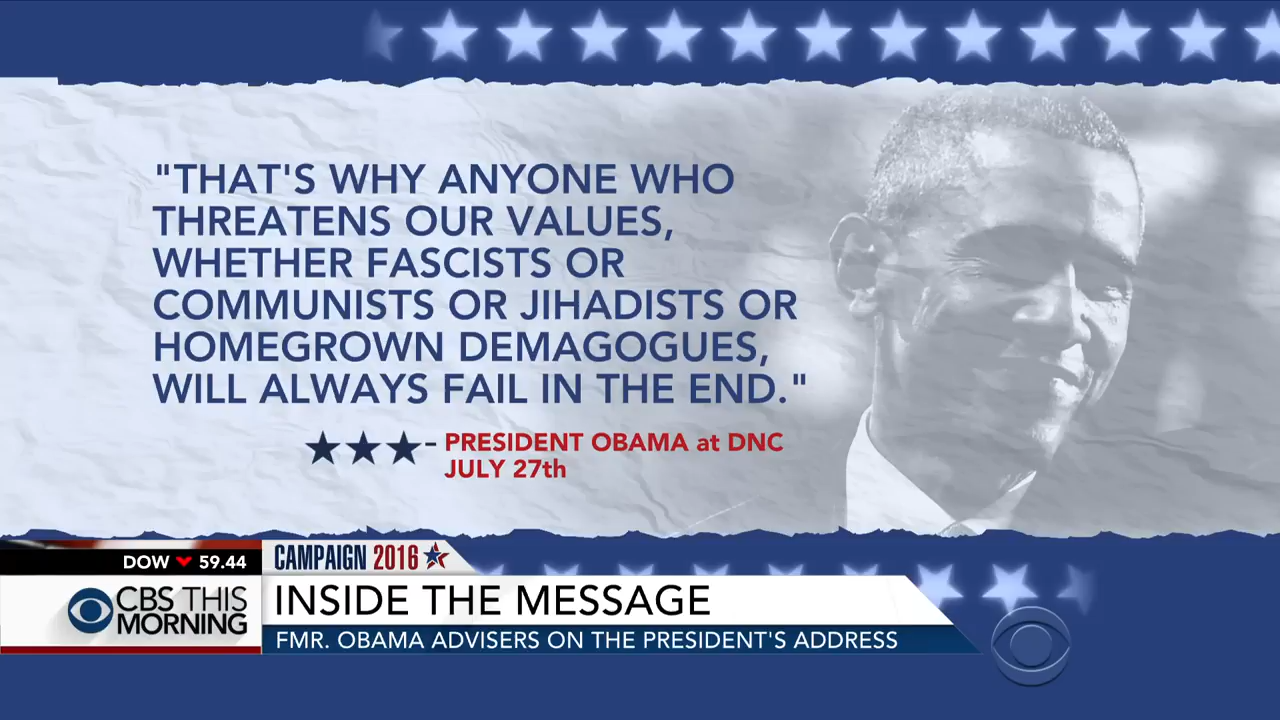 "THAT'S WHY ANYONE WHO
THREATENS OUR VALUES,
WHETHER FASCISTS OR
COMMUNISTS OR JIHADISTS OR
HOMEGROWN DEMAGOGUES,
WILL ALWAYS FAIL IN THE END."
- PRESIDENT OBAMA at DNC
JULY 27th
DOW 59.44
CAMPAIGN 2016
CBS THIS
MORNING
INSIDE THE MESSAGE
FMR. OBAMA ADVISERS ON THE PRESIDENT'S ADDRESS